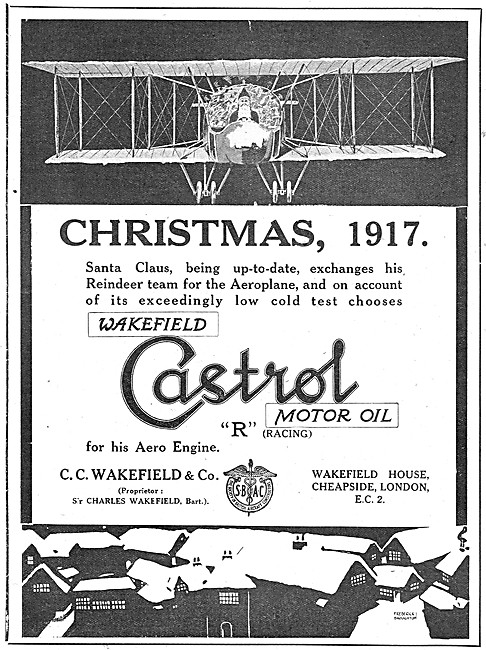 CHRISTMAS, 1917.
Santa Claus, being up-to-date, exchanges his
Reindeer team for the Aeroplane, and on account
of its exceedingly low cold test chooses
WAKEFIELD
Castrol
MOTOR OIL
"R" (RACING)
for his Aero Engine.
C. C. WAKEFIELD & Co.
(Proprietor:
Sir CHARLES WAKEFIELD, Bart.).
SBAC
WAKEFIELD HOUSE,
CHEAPSIDE, LONDON,
E.C. 2.